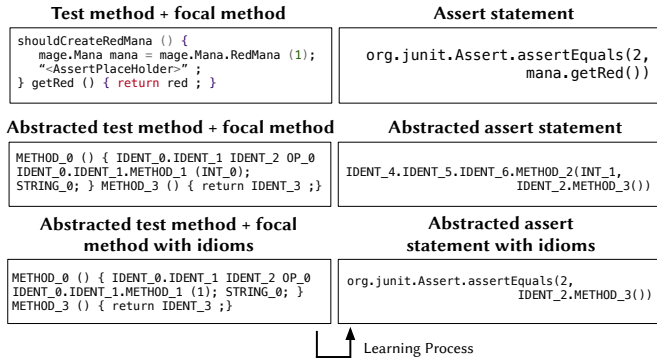 Test method + focal method
shouldCreateRedMana () {
mage.Mana mana = mage.Mana.RedMana (1);
“<AssertPlaceHolder>” ;
} getRed () { return red ; }
Assert statement
org.junit.Assert.assertEquals(2,
mana.getRed())
Abstracted test method + focal method
METHOD_0 () { IDENT_0.IDENT_1 IDENT_2 OP_0
IDENT_0.IDENT_1.METHOD_1 (INT_0);
STRING_0; } METHOD_3 () { return IDENT_3 ;}
Abstracted assert statement
IDENT_4.IDENT_5.IDENT_6.METHOD_2(INT_1,
IDENT_2.METHOD_3())
Abstracted test method + focal
method with idioms
METHOD_0 () { IDENT_0.IDENT_1 IDENT_2 OP_0
IDENT_0.IDENT_1.METHOD_1 (1); STRING_0; }
METHOD_3 () { return IDENT_3 ;}
Abstracted assert
statement with idioms
org.junit.Assert.assertEquals(2,
IDENT_2.METHOD_3())
Learning Process